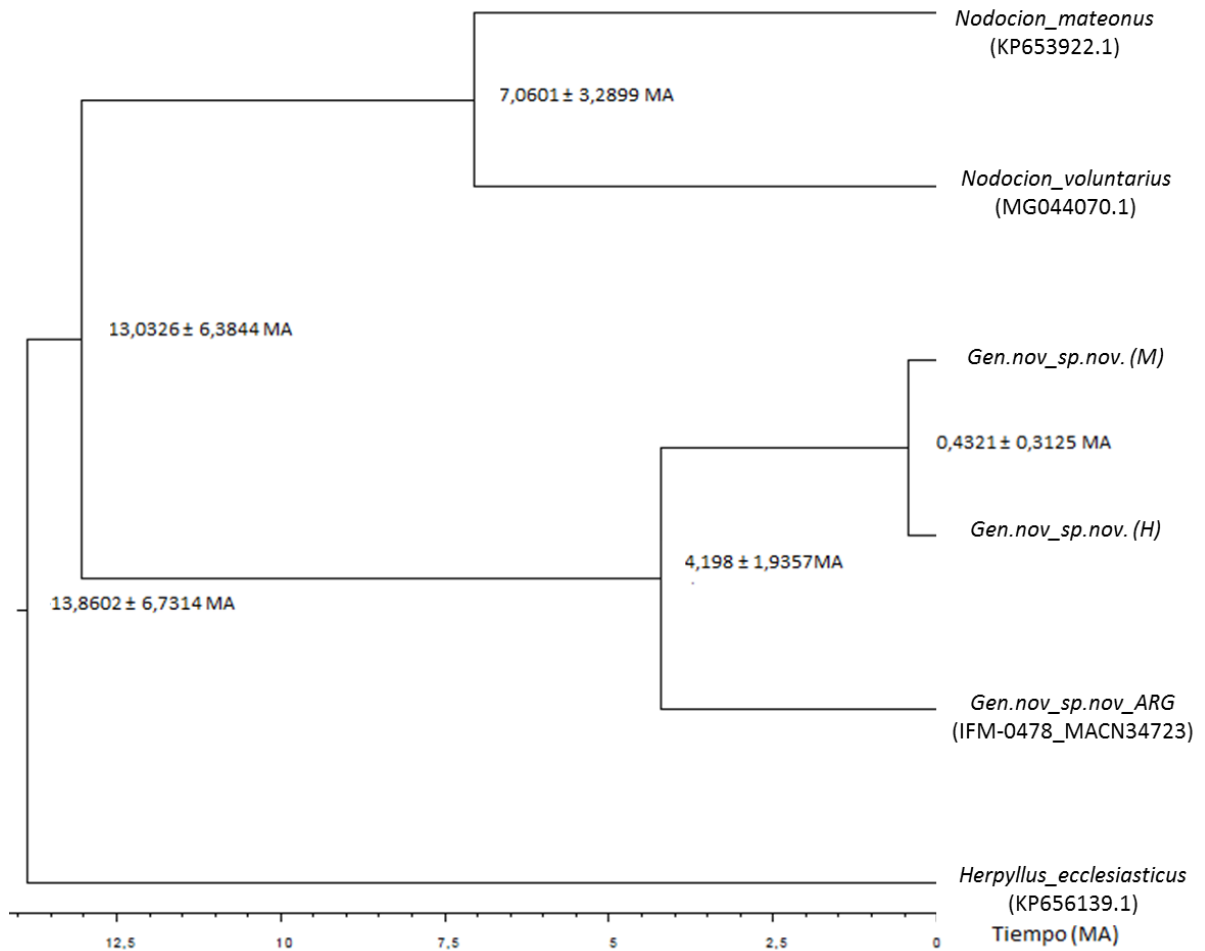 Nodocion_mateonus
(KP653922.1)
7,0601 ± 3,2899 MA
Nodocion_voluntarius
(MG044070.1)
13,0326 ± 6,3844 MA
Gen.nov_sp.nov. (M)
0,4321 ± 0,3125 MA
Gen.nov_sp.nov. (H)
4,198 ± 1,9357MA
13,8602 ± 6,7314 MA
Gen.nov_sp.nov_ARG
(IFM-0478_MACN34723)
Herpyllus_ecclesiasticus
(KP656139.1)
12,5 10 7,5 5 2,5 0
Tiempo (MA)